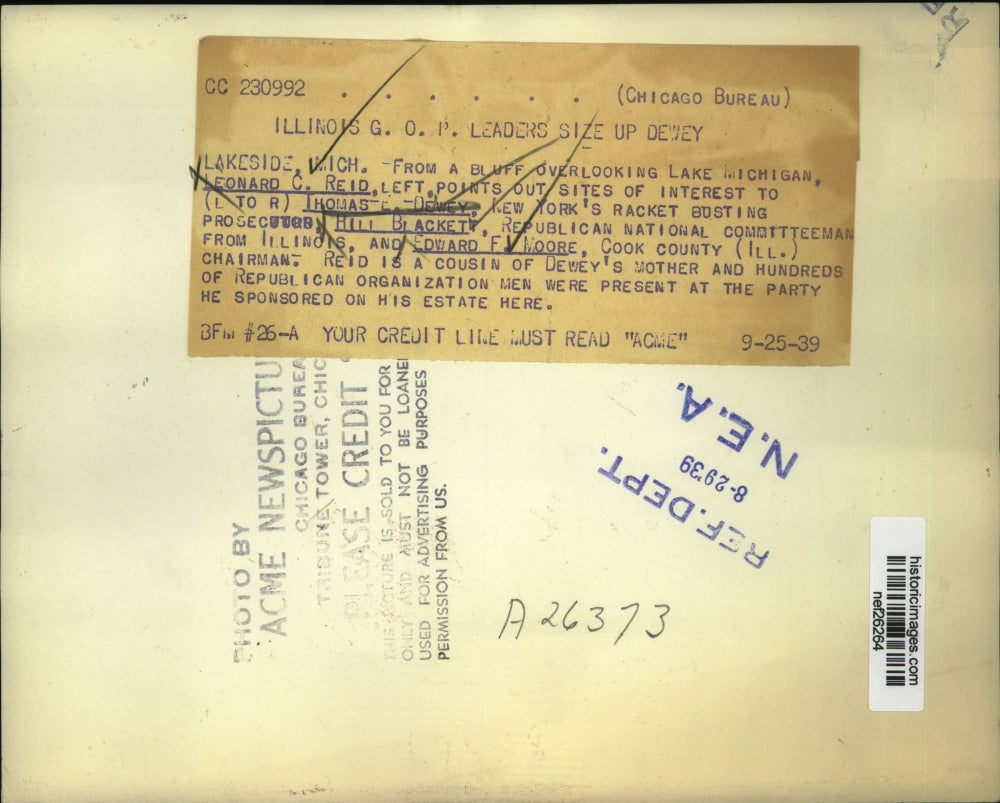 CC 230992 . . . . . . (CHICAGO BUREAU)
ILLINOIS G. O. P. LEADERS SIZE UP DEWEY
LAKESIDE, MICH. -FROM A BLUFF OVERLOOKING LAKE MICHIGAN,
LEONARD C. REID, LEFT, POINTS OUT SITES OF INTEREST TO
(L TO R) THOMAS E. DEWEY, NEW YORK'S RACKET BUSTING
PROSECUTOR, HILL BLACKETT, REPUBLICAN NATIONAL COMMITTEEMAN
FROM ILLINOIS, AND EDWARD F. MOORE, COOK COUNTY (ILL.)
CHAIRMAN. REID IS A COUSIN OF DEWEY'S MOTHER AND HUNDREDS
OF REPUBLICAN ORGANIZATION MEN WERE PRESENT AT THE PARTY
HE SPONSORED ON HIS ESTATE HERE.
BFM #26-A YOUR CREDIT LINE MUST READ "ACME" 9-25-39
PHOTO BY
ACME NEWSPICTU
CHICAGO BUREA
TRIBUNE TOWER, CHIC
PLEASE CREDIT "
THIS PICTURE IS SOLD TO YOU FOR
ONLY AND MUST NOT BE LOANE
USED FOR ADVERTISING PURPOSES
PERMISSION FROM US.
REF. DEPT.
8-29'39
N.E.A.
A26373
historicimages.com
nef26264